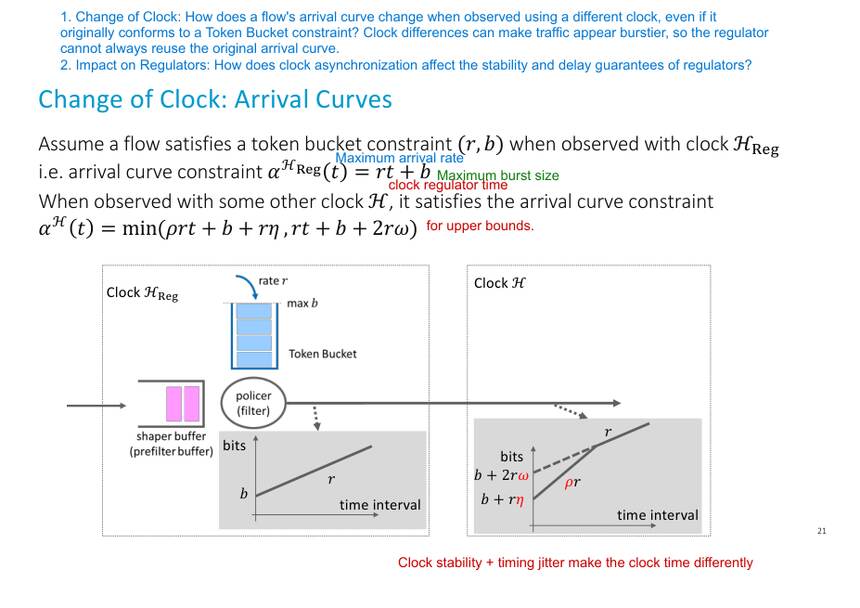 1. Change of Clock: How does a flow's arrival curve change when observed using a different clock, even if it
originally conforms to a Token Bucket constraint? Clock differences can make traffic appear burstier, so the regulator
cannot always reuse the original arrival curve.
2. Impact on Regulators: How does clock asynchronization affect the stability and delay guarantees of regulators?
Change of Clock: Arrival Curves
Assume a flow satisfies a token bucket constraint (r, b) when observed with clock ℋ_Reg
Maximum arrival rate
i.e. arrival curve constraint α^ℋReg(t) = rt + b
Maximum burst size
clock regulator time
When observed with some other clock ℋ, it satisfies the arrival curve constraint
α^ℋ(t) = min(ρrt + b + rη ,rt + b + 2rω)
for upper bounds.
Clock ℋ_Reg
rate r
max b
Token Bucket
policer
(filter)
shaper buffer
(prefilter buffer)
bits
b
r
time interval
Clock ℋ
r
bits
b + 2rω
ρr
b + rη
time interval
21
Clock stability + timing jitter make the clock time differently